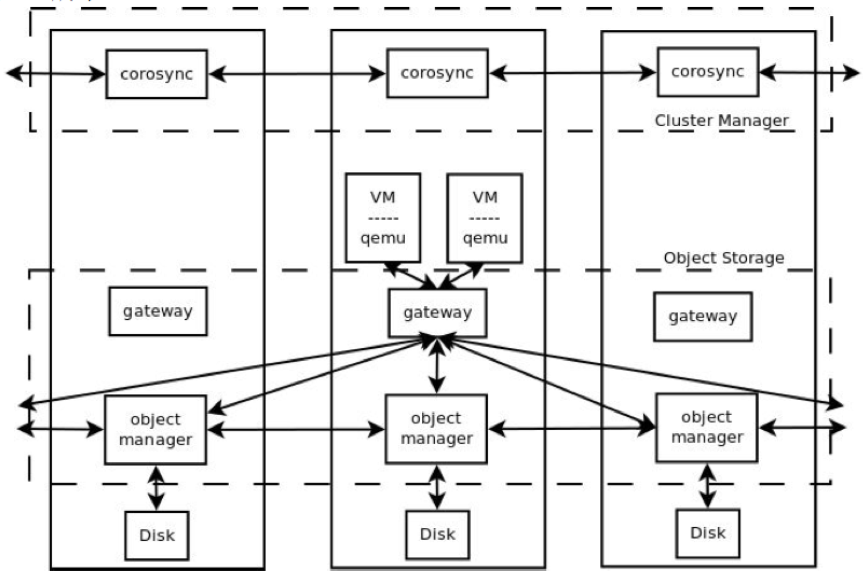 corosync
corosync
corosync
Cluster Manager
VM
-----
qemu
VM
-----
qemu
Object Storage
gateway
gateway
gateway
object
manager
object
manager
object
manager
Disk
Disk
Disk